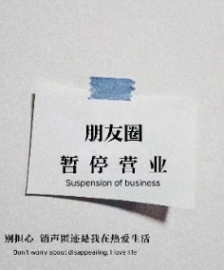 朋友圈
暂停营业
Suspension of business
别担心 销声匿迹是我在热爱生活
Don't worry about disappearing, I love life